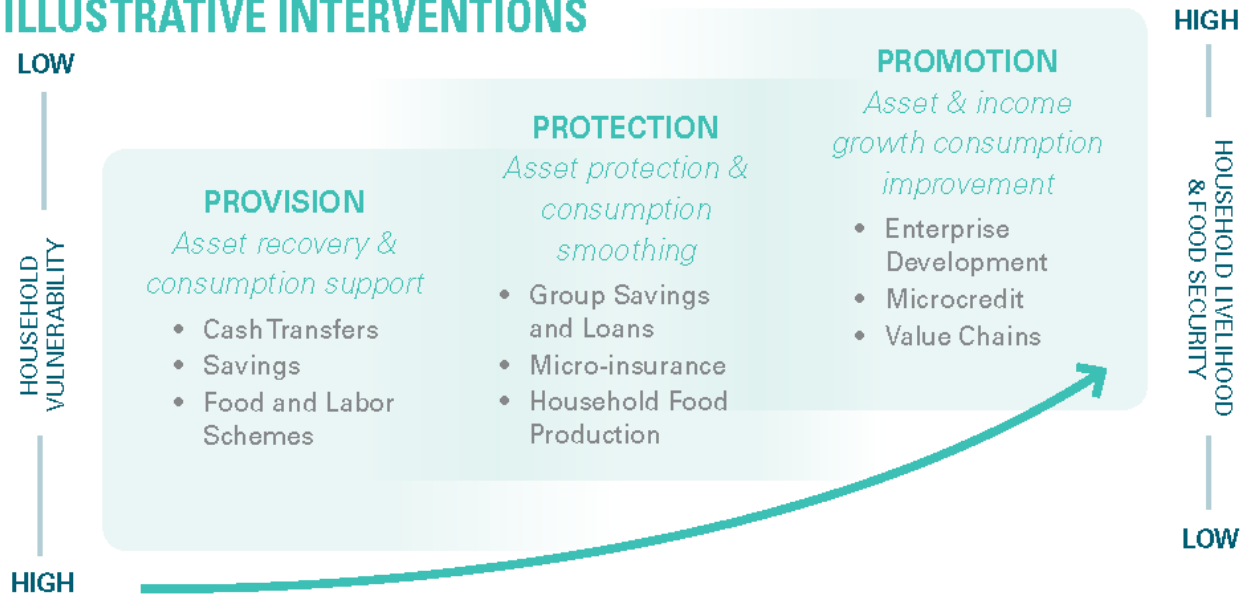 ILLUSTRATIVE INTERVENTIONS
LOW
HOUSEHOLD
VULNERABILITY
HIGH
PROVISION
Asset recovery &
consumption support
• Cash Transfers
• Savings
• Food and Labor
Schemes
PROTECTION
Asset protection &
consumption
smoothing
• Group Savings
and Loans
• Micro-insurance
• Household Food
Production
PROMOTION
Asset & income
growth consumption
improvement
• Enterprise
Development
• Microcredit
• Value Chains
HIGH
HOUSEHOLD LIVELIHOOD
& FOOD SECURITY
LOW